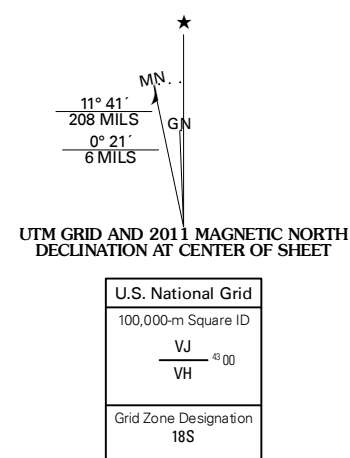 ★
MN
11° 41´
208 MILS
GN
0° 21´
6 MILS
UTM GRID AND 2011 MAGNETIC NORTH
DECLINATION AT CENTER OF SHEET
U.S. National Grid
100,000-m Square ID
VJ
43 00
VH
Grid Zone Designation
18S